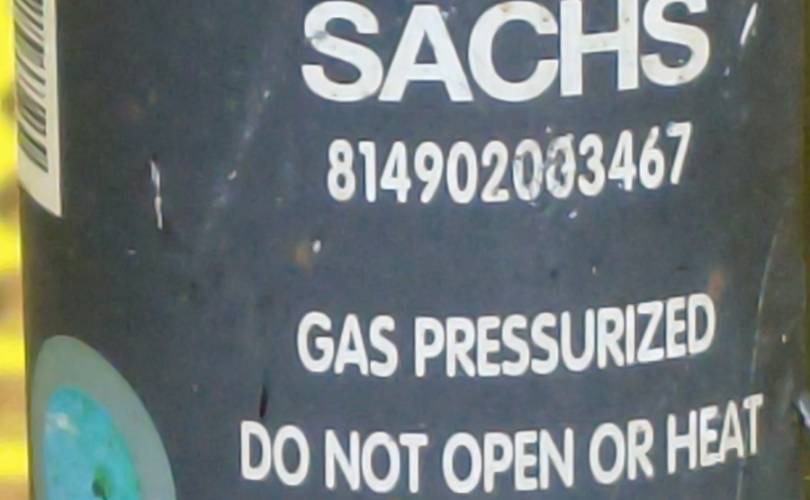 SACHS
814902003467
GAS PRESSURIZED
DO NOT OPEN OR HEAT